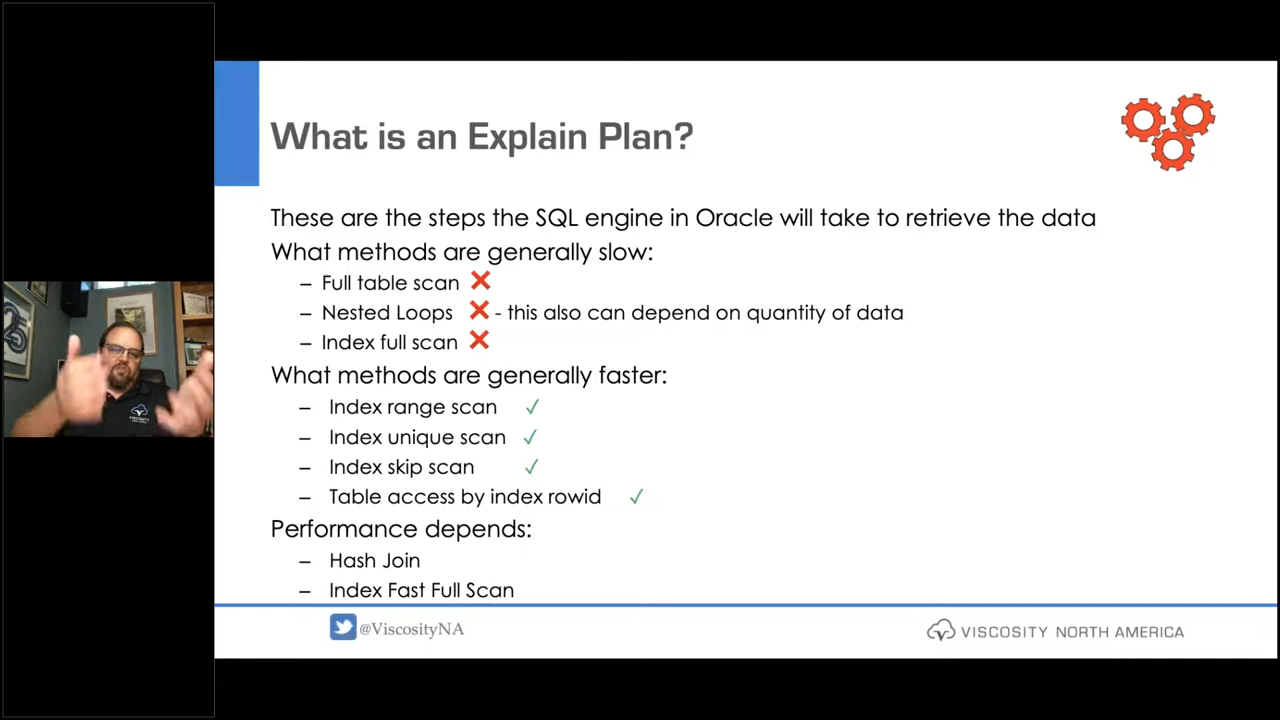 What is an Explain Plan?
These are the steps the SQL engine in Oracle will take to retrieve the data
What methods are generally slow:
– Full table scan ❌
– Nested Loops ❌ - this also can depend on quantity of data
– Index full scan ❌
What methods are generally faster:
– Index range scan ✓
– Index unique scan ✓
– Index skip scan ✓
– Table access by index rowid ✓
Performance depends:
– Hash Join
– Index Fast Full Scan
@ViscosityNA
VISCOSITY NORTH AMERICA
25
VISCOSITY